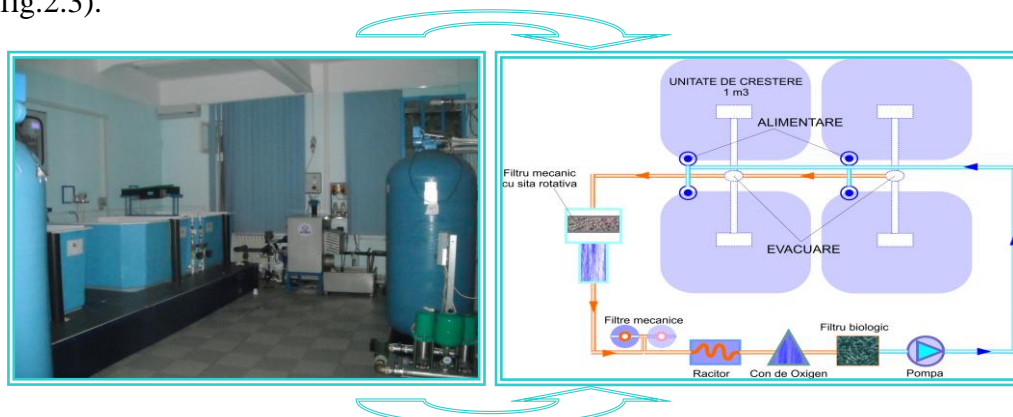 fig.2.3).
UNITATE DE CRESTERE
1 m3
ALIMENTARE
Filtru mecanic
cu sita rotativa
EVACUARE
Filtre mecanice
Filtru biologic
Racitor
Con de Oxigen
Pompa